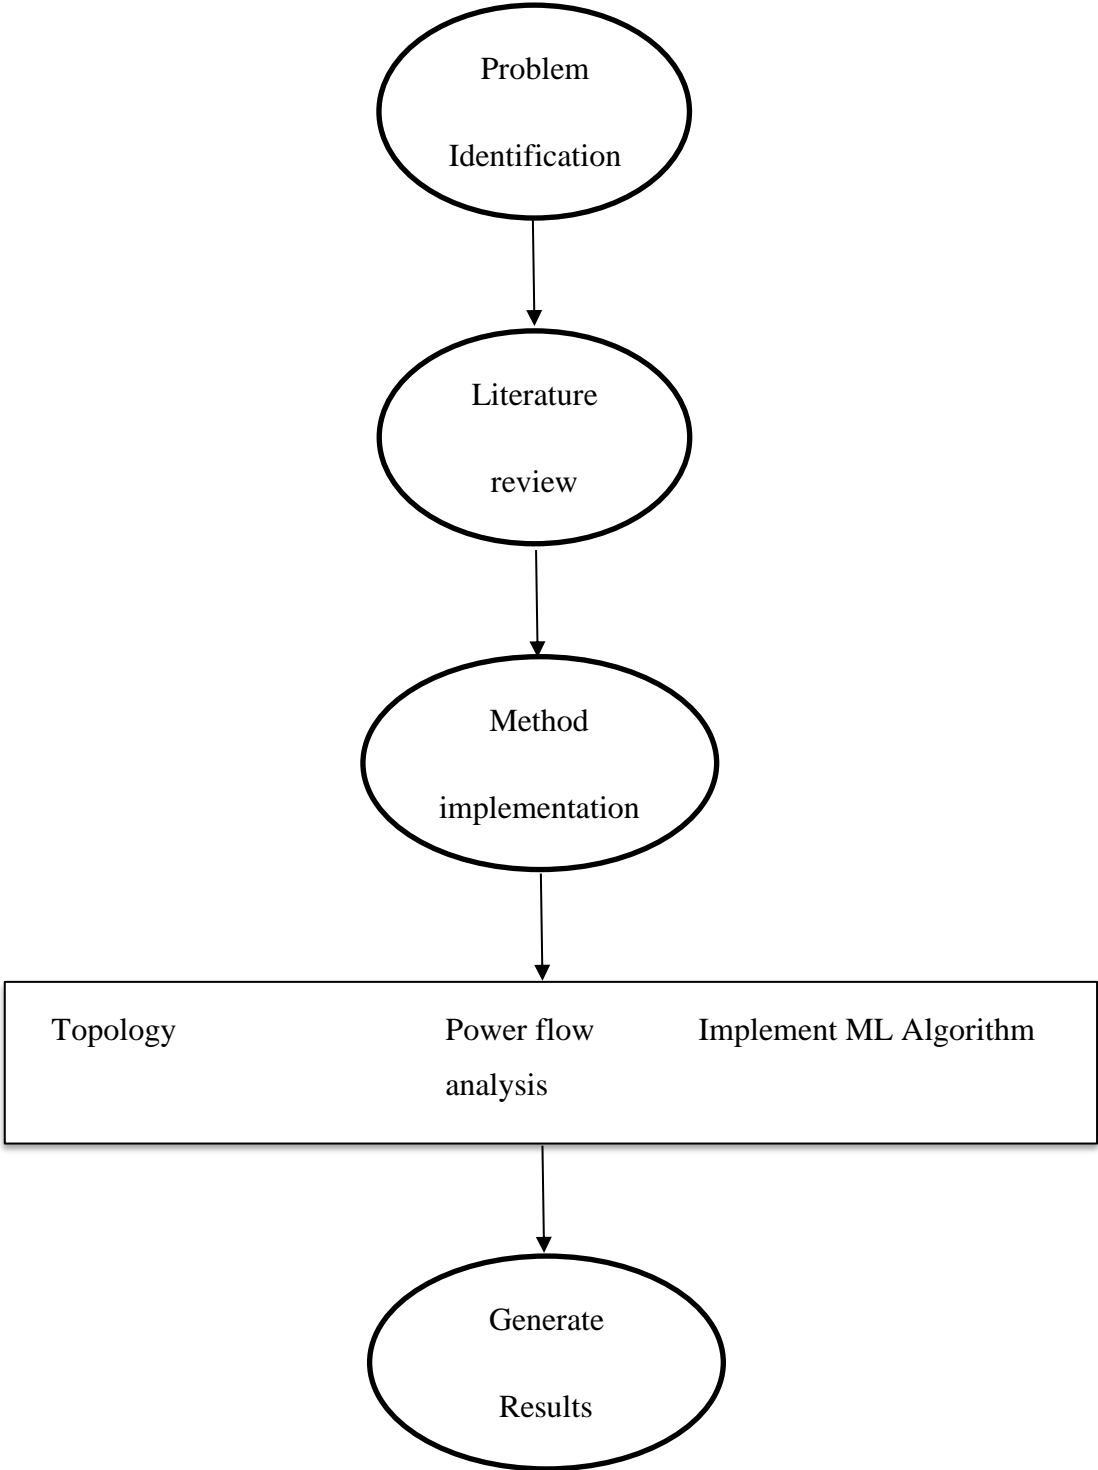 Problem
Identification
Literature
review
Method
implementation
Topology
Power flow
analysis
Implement ML Algorithm
Generate
Results